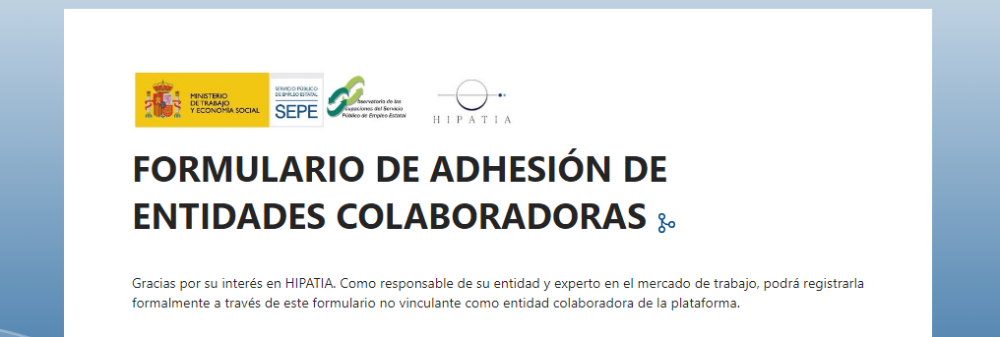 MINISTERIO
DE TRABAJO
Y ECONOMÍA SOCIAL
SERVICIO PÚBLICO
DE EMPLEO ESTATAL
SEPE
Observatorio de las
Ocupaciones del Servicio
Público de Empleo Estatal
HIPATIA
FORMULARIO DE ADHESIÓN DE
ENTIDADES COLABORADORAS
Gracias por su interés en HIPATIA. Como responsable de su entidad y experto en el mercado de trabajo, podrá registrarla
formalmente a través de este formulario no vinculante como entidad colaboradora de la plataforma.